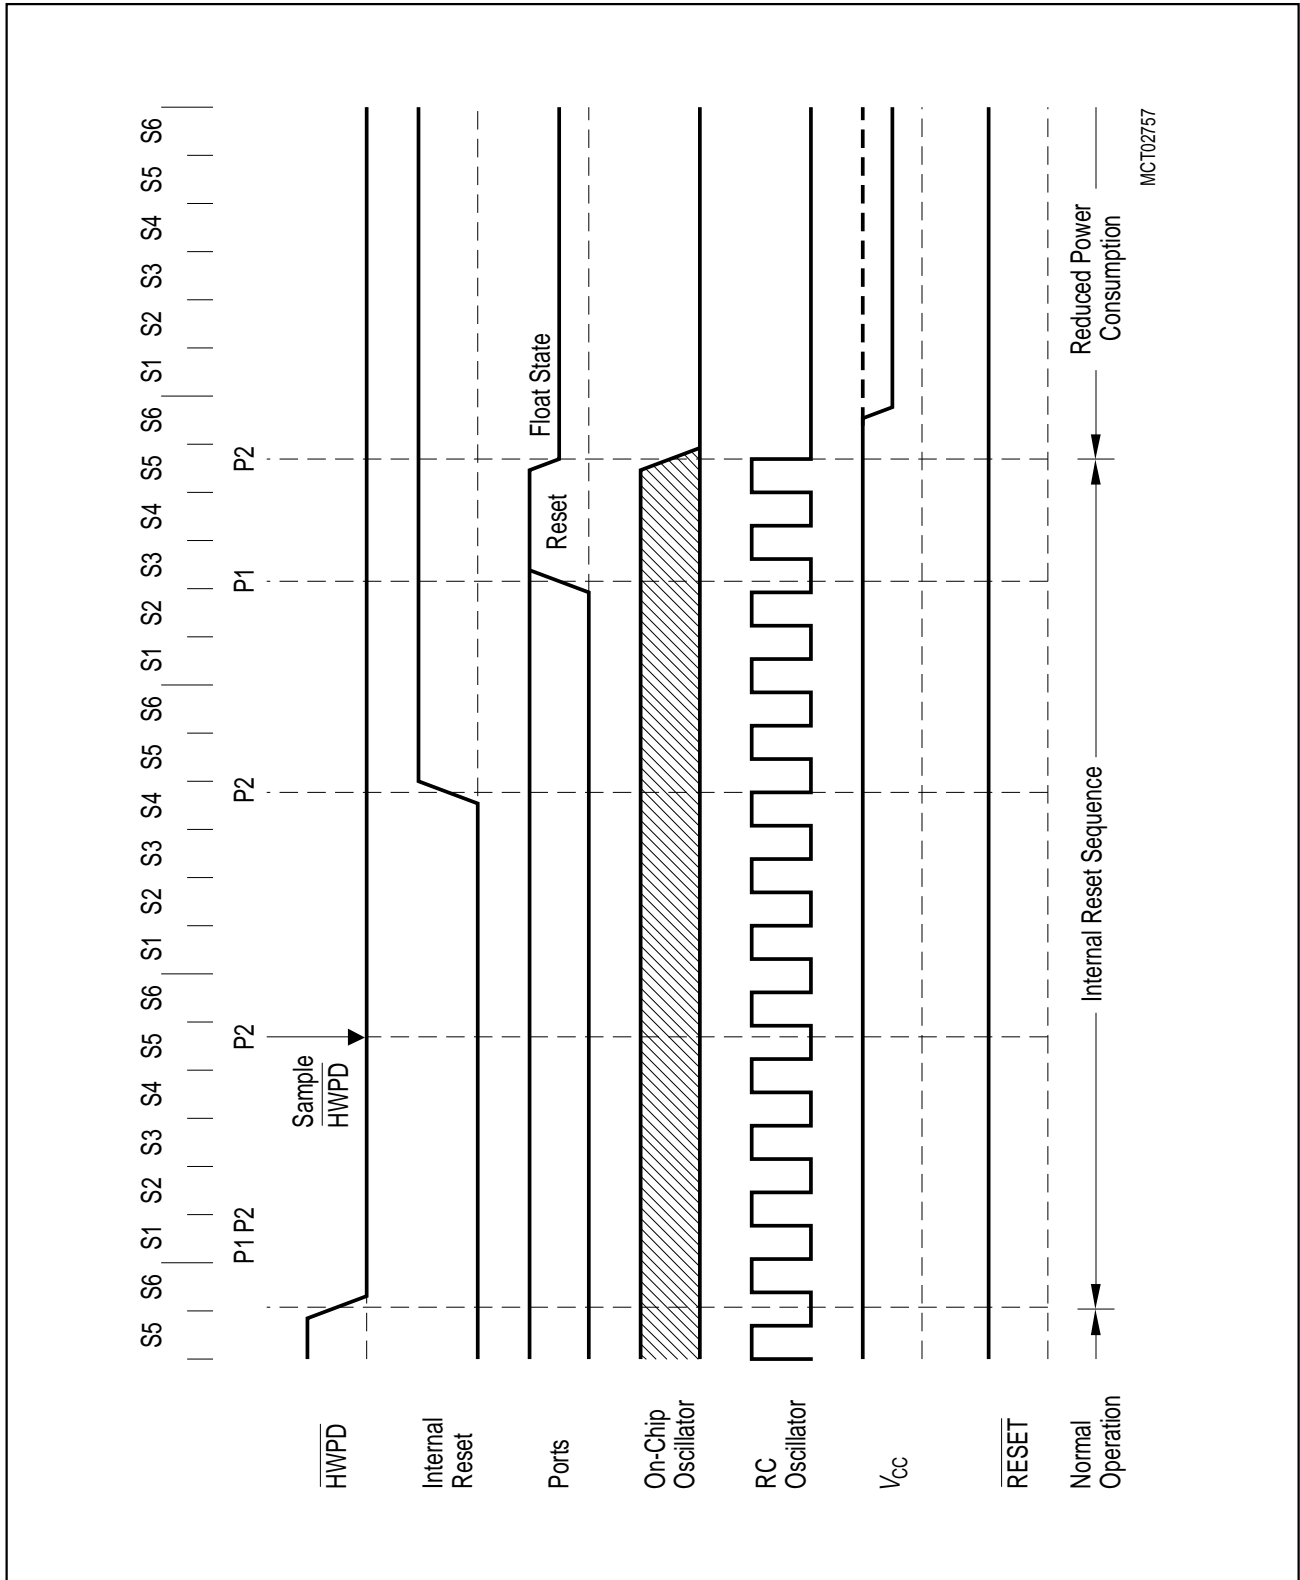 S5 S6 S1 S2 S3 S4 S5 S6 S1 S2 S3 S4 S5 S6 S1 S2 S3 S4 S5 S6 S1 S2 S3 S4 S5 S6
P1 P2 P2 P2 P1 P2
HWPD
Sample
HWPD
Internal
Reset
Ports
Reset
Float State
On-Chip
Oscillator
RC
Oscillator
VCC
RESET
Normal
Operation
Internal Reset Sequence
Reduced Power
Consumption
MCT02757